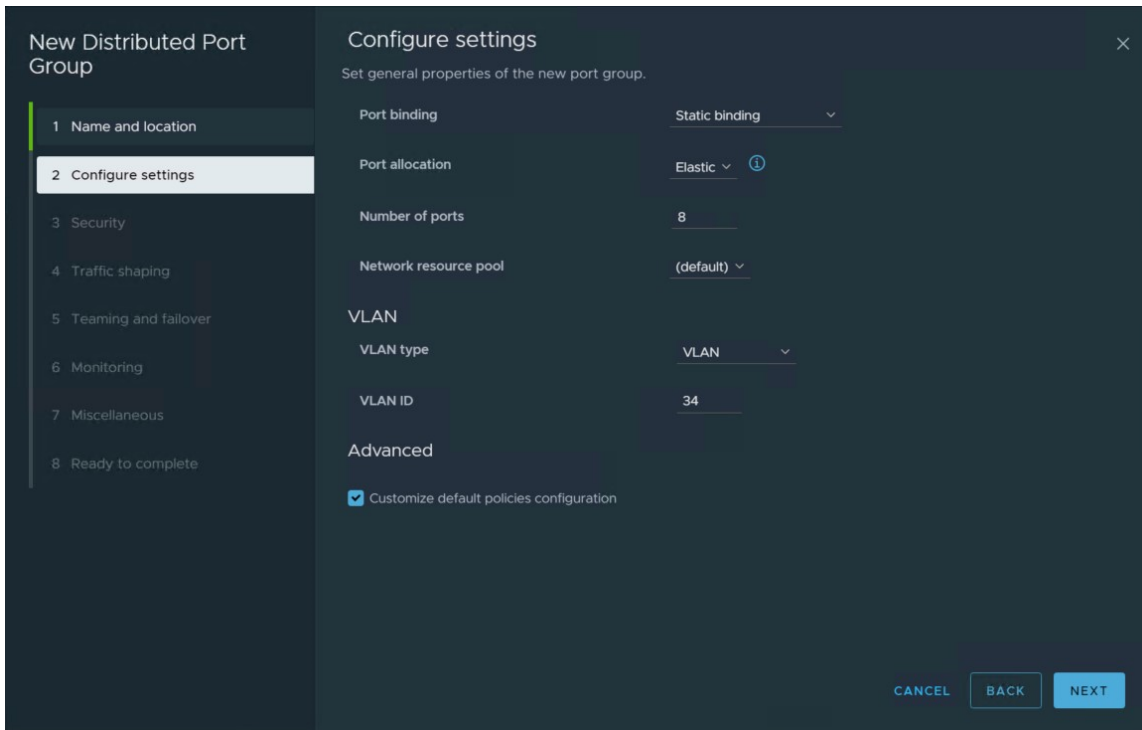 New Distributed Port
Group
1 Name and location
2 Configure settings
3 Security
4 Traffic shaping
5 Teaming and failover
6 Monitoring
7 Miscellaneous
8 Ready to complete
Configure settings
Set general properties of the new port group.
Port binding Static binding
Port allocation Elastic
Number of ports 8
Network resource pool (default)
VLAN
VLAN type VLAN
VLAN ID 34
Advanced
Customize default policies configuration
CANCEL BACK NEXT